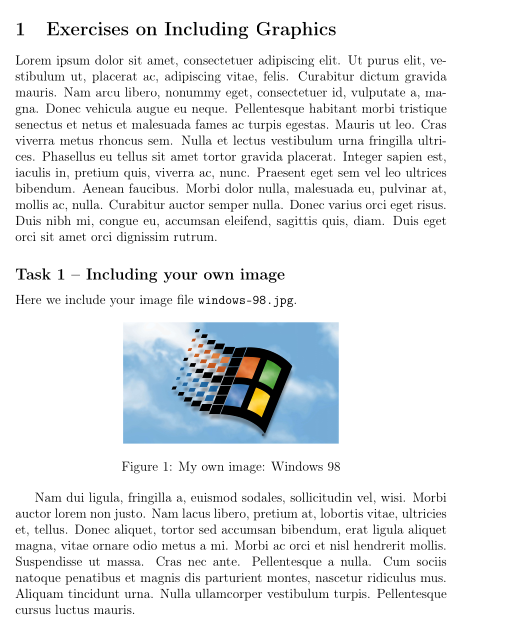 1 Exercises on Including Graphics
Lorem ipsum dolor sit amet, consectetuer adipiscing elit. Ut purus elit, ve-
stibulum ut, placerat ac, adipiscing vitae, felis. Curabitur dictum gravida
mauris. Nam arcu libero, nonummy eget, consectetuer id, vulputate a, ma-
gna. Donec vehicula augue eu neque. Pellentesque habitant morbi tristique
senectus et netus et malesuada fames ac turpis egestas. Mauris ut leo. Cras
viverra metus rhoncus sem. Nulla et lectus vestibulum urna fringilla ultri-
ces. Phasellus eu tellus sit amet tortor gravida placerat. Integer sapien est,
iaculis in, pretium quis, viverra ac, nunc. Praesent eget sem vel leo ultrices
bibendum. Aenean faucibus. Morbi dolor nulla, malesuada eu, pulvinar at,
mollis ac, nulla. Curabitur auctor semper nulla. Donec varius orci eget risus.
Duis nibh mi, congue eu, accumsan eleifend, sagittis quis, diam. Duis eget
orci sit amet orci dignissim rutrum.
Task 1 – Including your own image
Here we include your image file windows-98.jpg.
Figure 1: My own image: Windows 98
Nam dui ligula, fringilla a, euismod sodales, sollicitudin vel, wisi. Morbi
auctor lorem non justo. Nam lacus libero, pretium at, lobortis vitae, ultricies
et, tellus. Donec aliquet, tortor sed accumsan bibendum, erat ligula aliquet
magna, vitae ornare odio metus a mi. Morbi ac orci et nisl hendrerit mollis.
Suspendisse ut massa. Cras nec ante. Pellentesque a nulla. Cum sociis
natoque penatibus et magnis dis parturient montes, nascetur ridiculus mus.
Aliquam tincidunt urna. Nulla ullamcorper vestibulum turpis. Pellentesque
cursus luctus mauris.